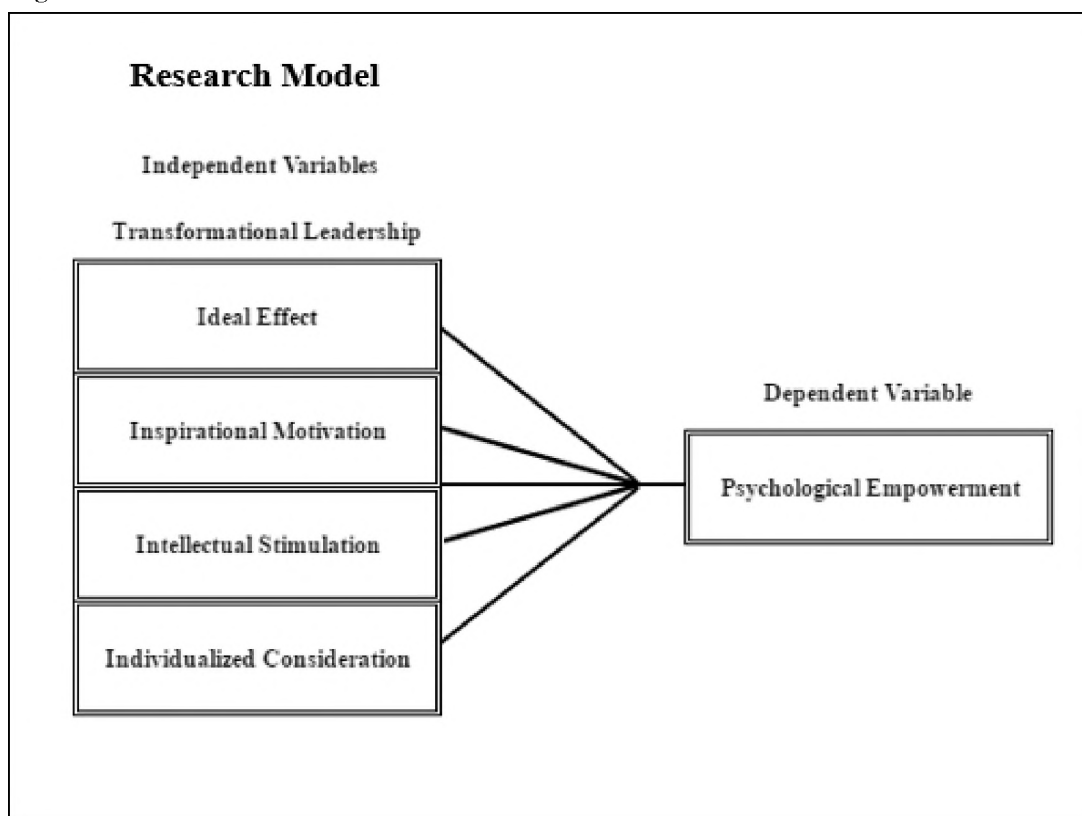 Research Model
Independent Variables
Transformational Leadership
Ideal Effect
Inspirational Motivation
Intellectual Stimulation
Individualized Consideration
Dependent Variable
Psychological Empowerment